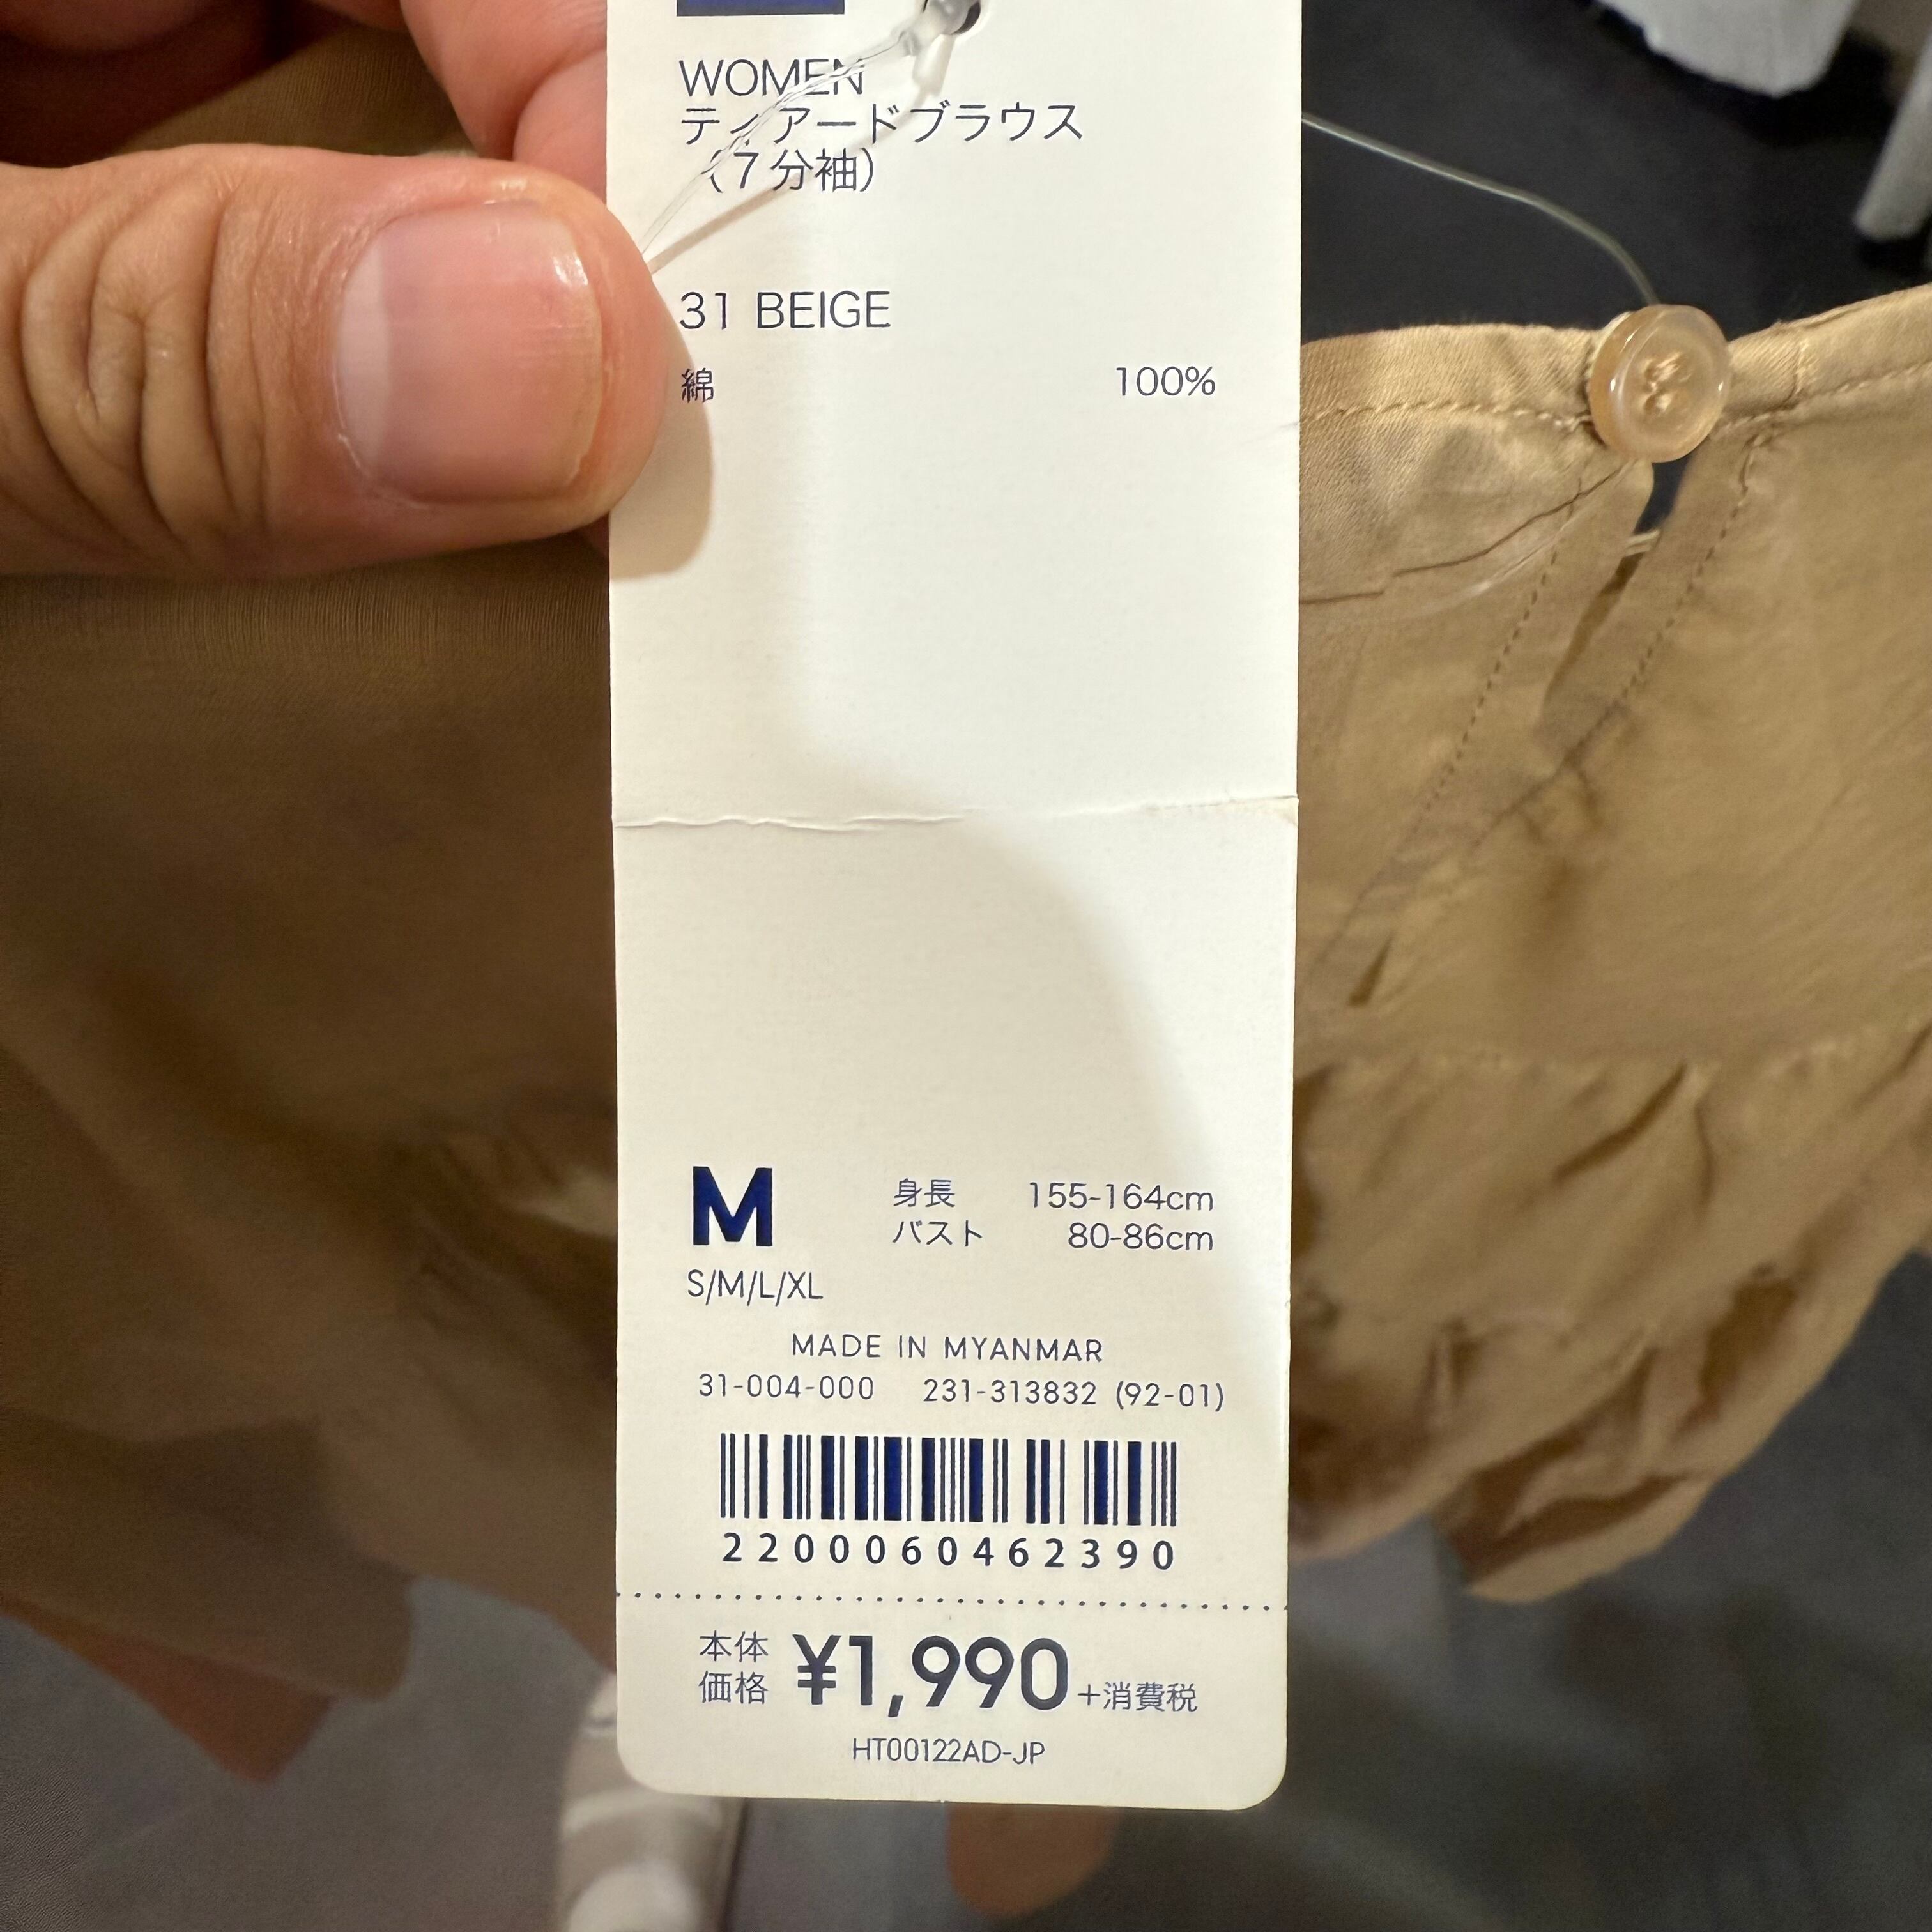 WOMEN
ティアードブラウス
（7分袖）
31 BEIGE
綿 100%
M 身長 155-164cm
バスト 80-86cm
S/M/L/XL
MADE IN MYANMAR
31-004-000 231-313832 (92-01)
2200060462390
本体
価格 ¥1,990 +消費税
HT00122AD-JP